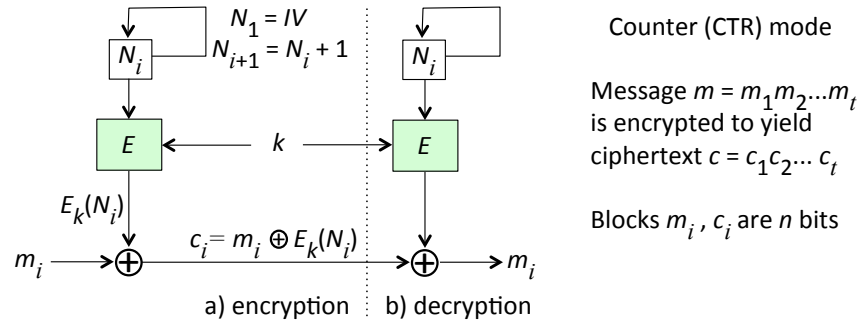 N₁ = IV
Nᵢ₊₁ = Nᵢ + 1
Nᵢ
Nᵢ
E
k
E
Eₖ(Nᵢ)
cᵢ = mᵢ ⊕ Eₖ(Nᵢ)
mᵢ
mᵢ
a) encryption
b) decryption
Counter (CTR) mode
Message m = m₁m₂...mₜ
is encrypted to yield
ciphertext c = c₁c₂... cₜ
Blocks mᵢ , cᵢ are n bits